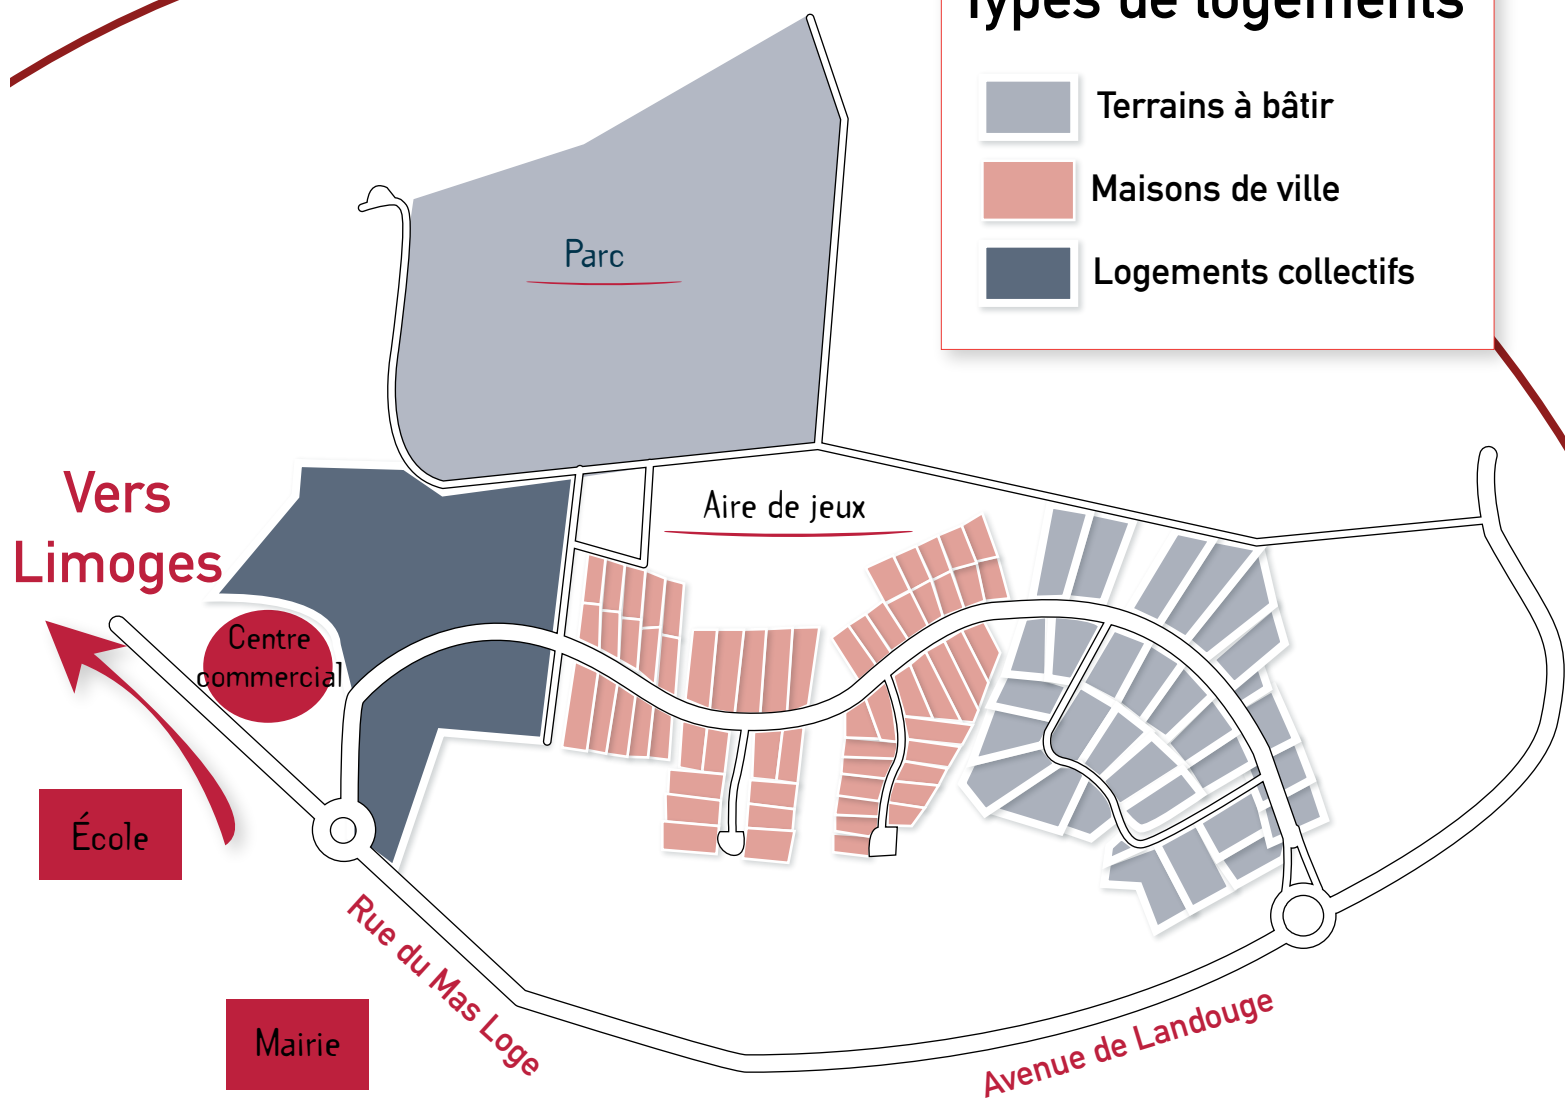 Types de logements
Terrains à bâtir
Maisons de ville
Logements collectifs
Parc
Aire de jeux
Vers
Limoges
Centre
commercial
École
Mairie
Rue du Mas Loge
Avenue de Landouge